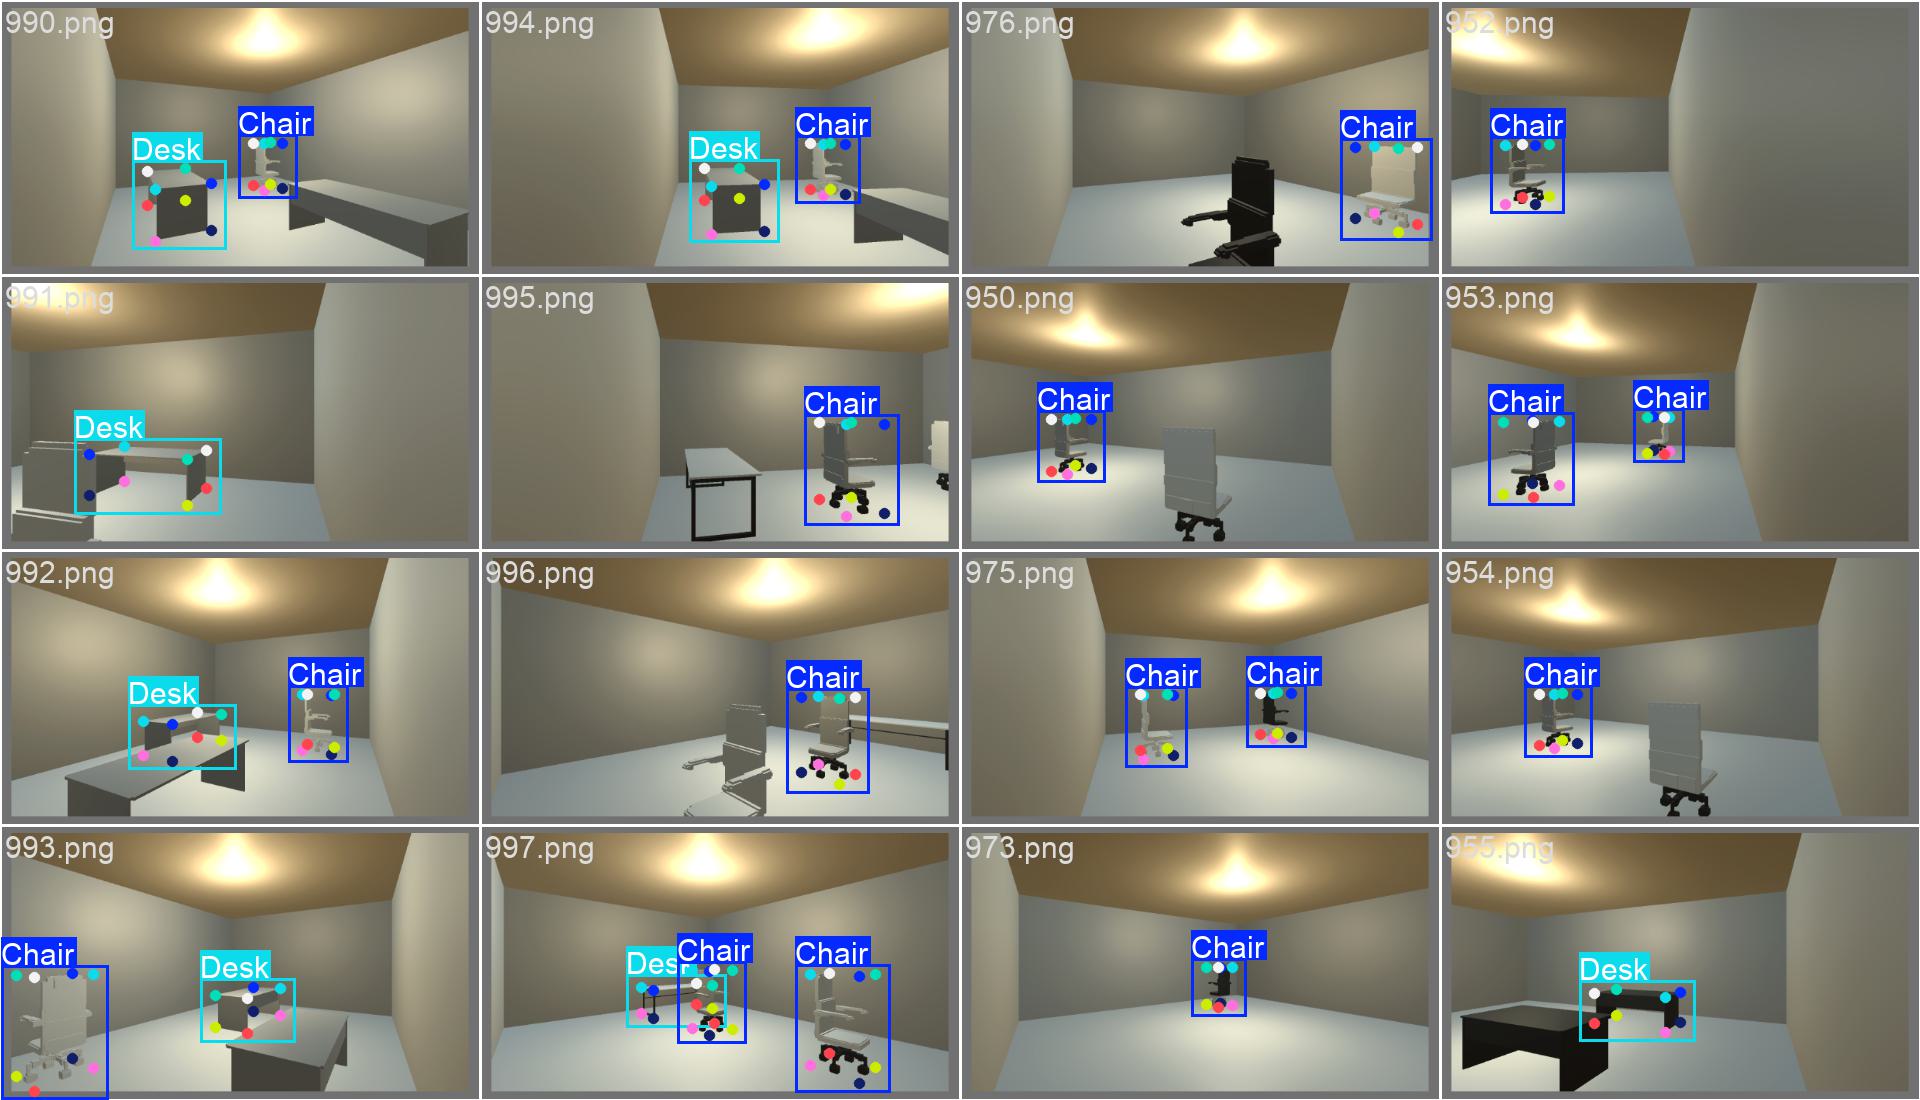 990.png
Chair
Desk
994.png
Chair
Desk
976.png
Chair
952.png
Chair
991.png
Desk
995.png
Chair
950.png
Chair
953.png
Chair
Chair
992.png
Chair
Desk
996.png
Chair
975.png
Chair
Chair
954.png
Chair
993.png
Chair
Desk
997.png
Desk
Chair
Chair
973.png
Chair
955.png
Desk